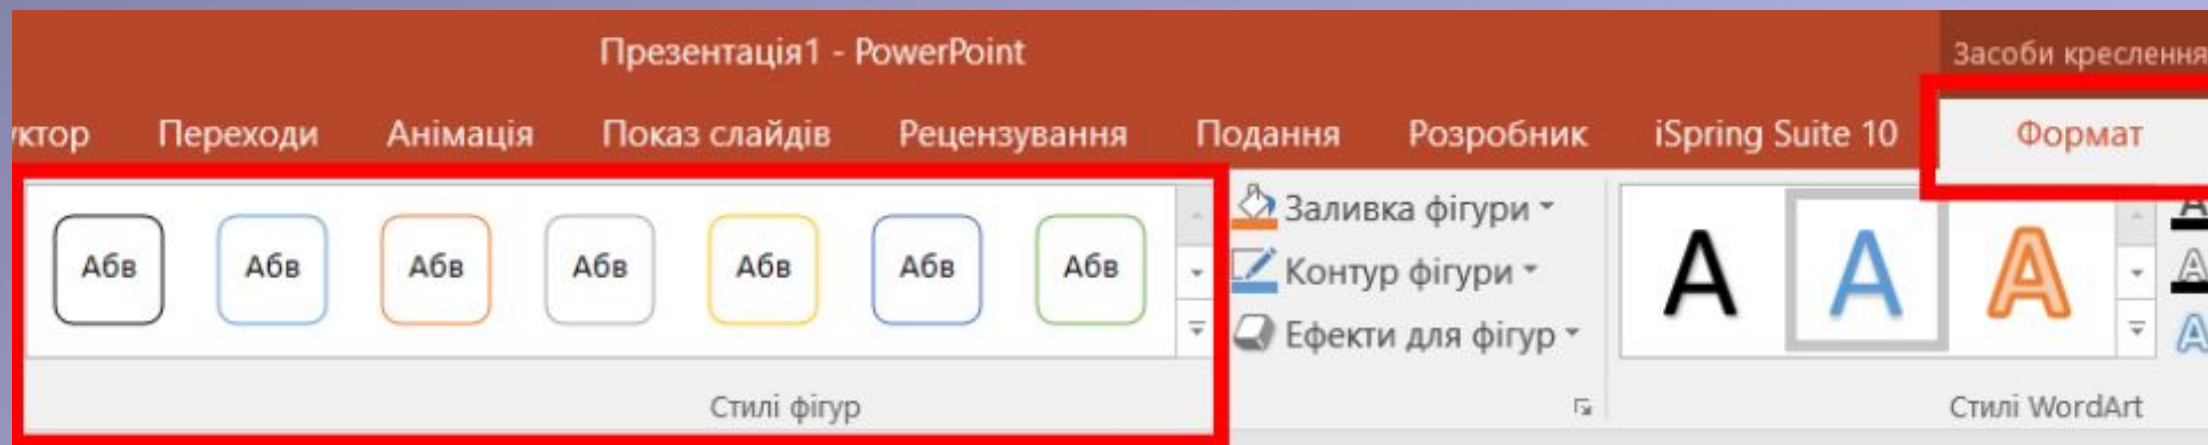 Презентація1 - PowerPoint
Засоби креслення
Переходи Анімація Показ слайдів Рецензування Подання Розробник iSpring Suite 10 Формат
Абв Абв Абв Абв Абв Абв Абв
Заливка фігури
Контур фігури
Ефекти для фігур
A A A
Стилі фігур
Стилі WordArt